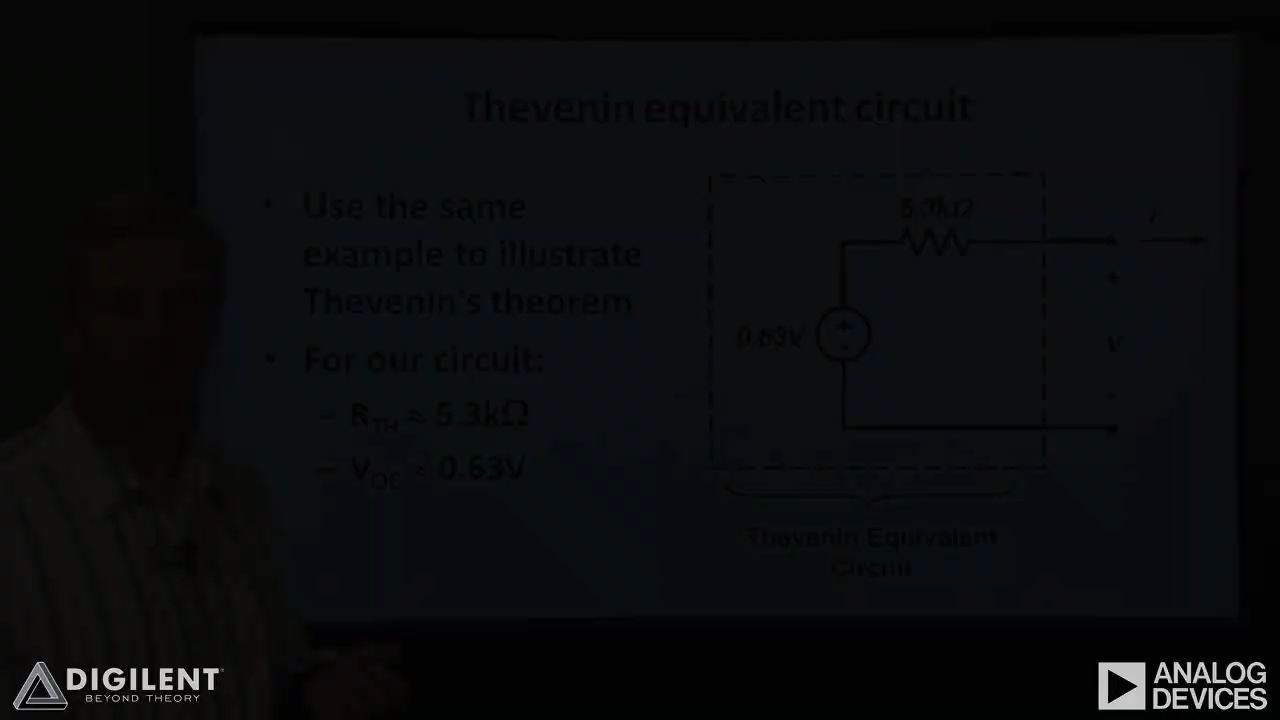 Thevenin equivalent circuit
• Use the same
example to illustrate
Thevenin's theorem
• For our circuit:
– RTH ≈ 5.3kΩ
– VOC ≈ 0.63V
5.3kΩ
i
+
0.63V
+
-
V
-
Thevenin Equivalent
Circuit
DIGILENT
BEYOND THEORY
ANALOG
DEVICES